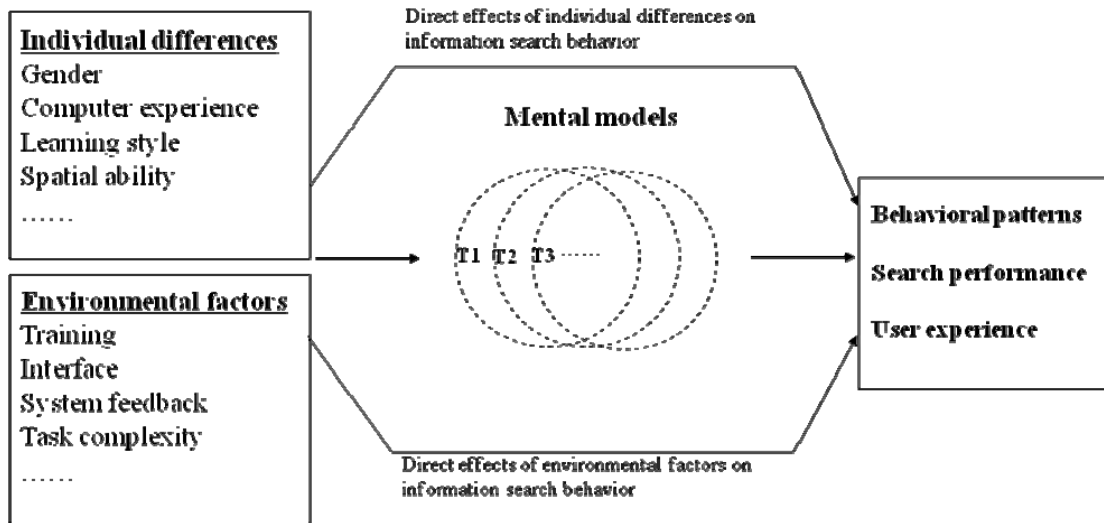 Individual differences
Gender
Computer experience
Learning style
Spatial ability
......
Environmental factors
Training
Interface
System feedback
Task complexity
......
Direct effects of individual differences on
information search behavior
Mental models
T1 T2 T3 ......
Direct effects of environmental factors on
information search behavior
Behavioral patterns
Search performance
User experience